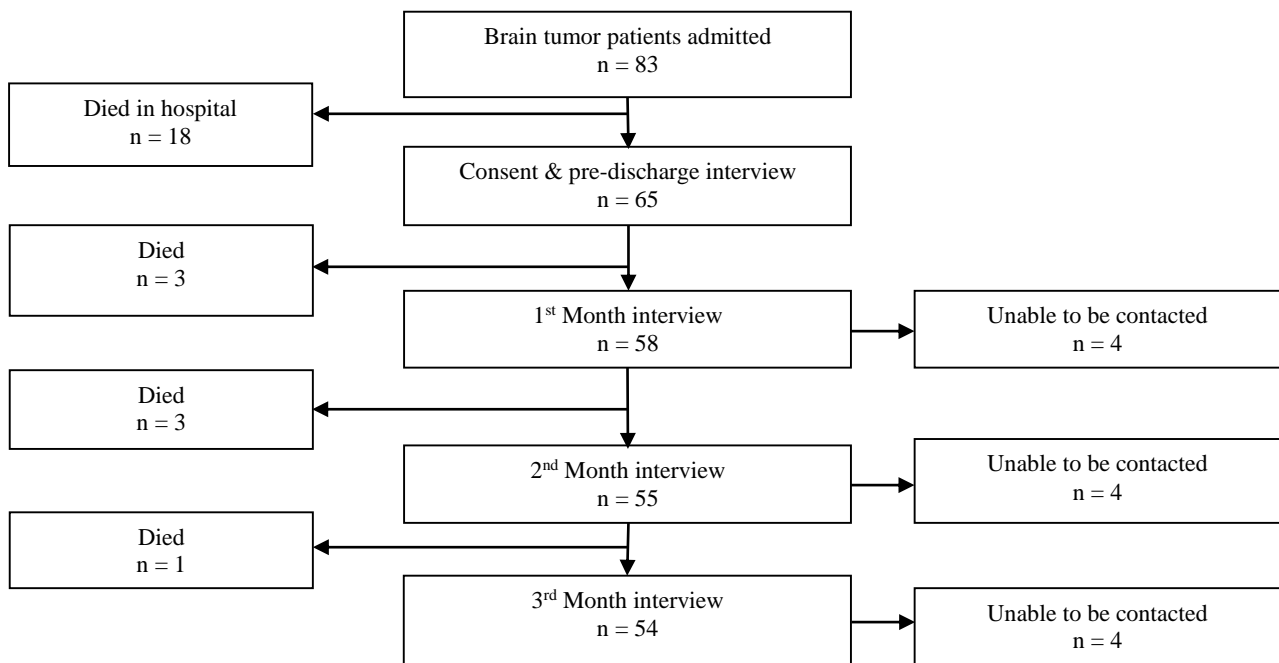 Brain tumor patients admitted
n = 83
Died in hospital
n = 18
Consent & pre-discharge interview
n = 65
Died
n = 3
1st Month interview
n = 58
Unable to be contacted
n = 4
Died
n = 3
2nd Month interview
n = 55
Unable to be contacted
n = 4
Died
n = 1
3rd Month interview
n = 54
Unable to be contacted
n = 4